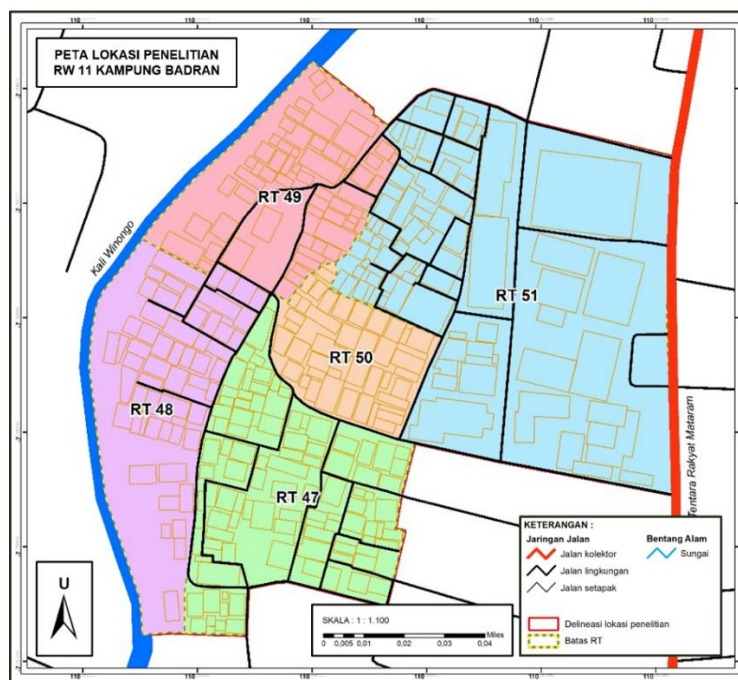 PETA LOKASI PENELITIAN
RW 11 KAMPUNG BADRAN
RT 49
Kali Winongo
RT 51
RT 50
RT 48
RT 47
Tentara Rakyat Mataram
KETERANGAN :
Jaringan Jalan
Jalan kolektor
Jalan lingkungan
Jalan setapak
Bentang Alam
Sungai
Delineasi lokasi penelitian
Batas RT
U
SKALA : 1 : 1.100
0 0,005 0,01 0,02 0,03 0,04
Miles